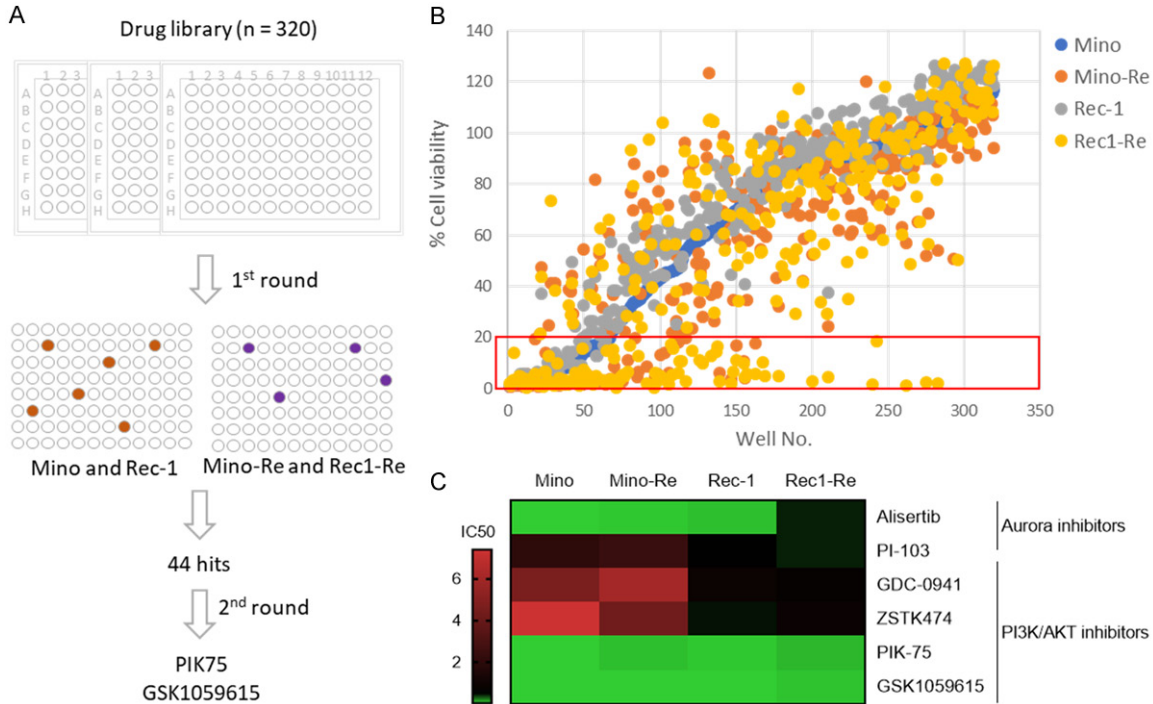 A
Drug library (n = 320)
1 2 3 1 2 3 1 2 3 4 5 6 7 8 9 10 11 12
A A A
B B B
C C C
D D D
E E E
F F F
G G G
H H H
1st round
Mino and Rec-1
Mino-Re and Rec1-Re
44 hits
2nd round
PIK75
GSK1059615
B
% Cell viability
140
120
100
80
60
40
20
0
0 50 100 150 200 250 300 350
Well No.
Mino
Mino-Re
Rec-1
Rec1-Re
C
Mino Mino-Re Rec-1 Rec1-Re
IC50
6
4
2
Alisertib
PI-103
GDC-0941
ZSTK474
PIK-75
GSK1059615
Aurora inhibitors
PI3K/AKT inhibitors